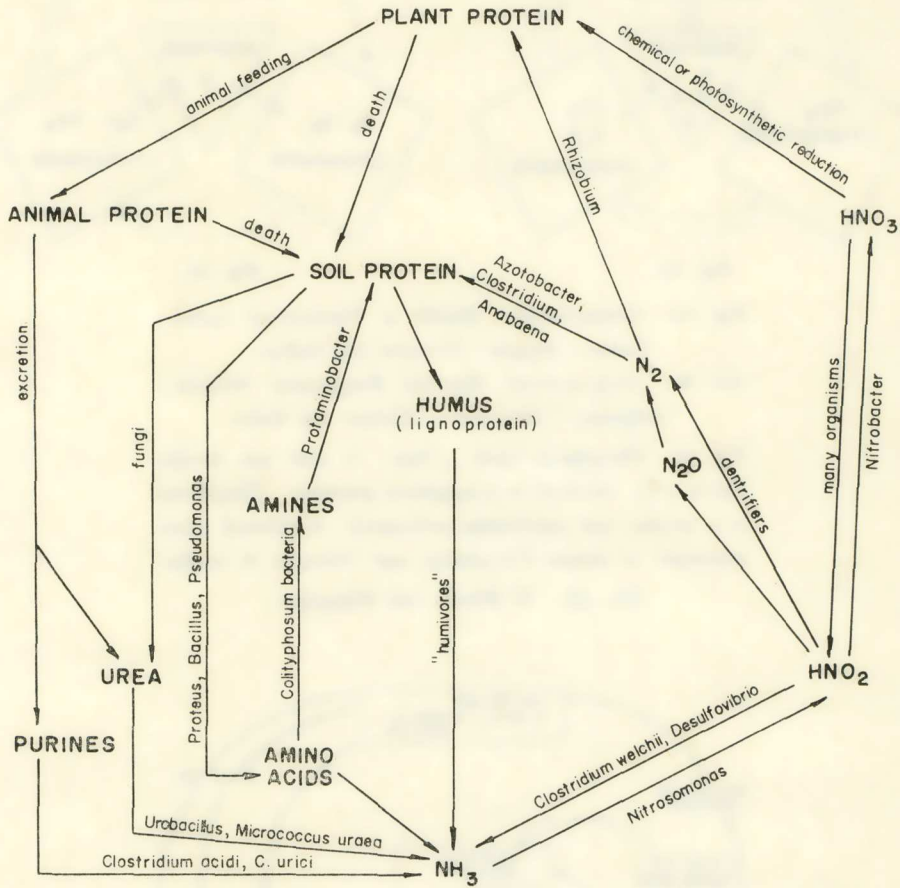 PLANT PROTEIN
animal feeding
death
chemical or photosynthetic reduction
Rhizobium
ANIMAL PROTEIN
HNO3
death
SOIL PROTEIN
Azotobacter,
Clostridium,
Anabaena
excretion
fungi
Proteus, Bacillus, Pseudomonas
Protaminobacter
N2
HUMUS
(lignoprotein)
many organisms
Nitrobacter
N2O
dentrifiers
AMINES
Colityphosum bacteria
"humivores"
UREA
HNO2
PURINES
AMINO
ACIDS
Clostridium welchii, Desulfovibrio
Nitrosomonas
Urobacillus, Micrococcus uraea
Clostridium acidi, C. urici
NH3